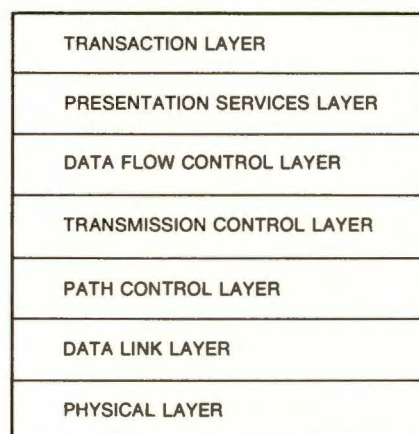 TRANSACTION LAYER
PRESENTATION SERVICES LAYER
DATA FLOW CONTROL LAYER
TRANSMISSION CONTROL LAYER
PATH CONTROL LAYER
DATA LINK LAYER
PHYSICAL LAYER